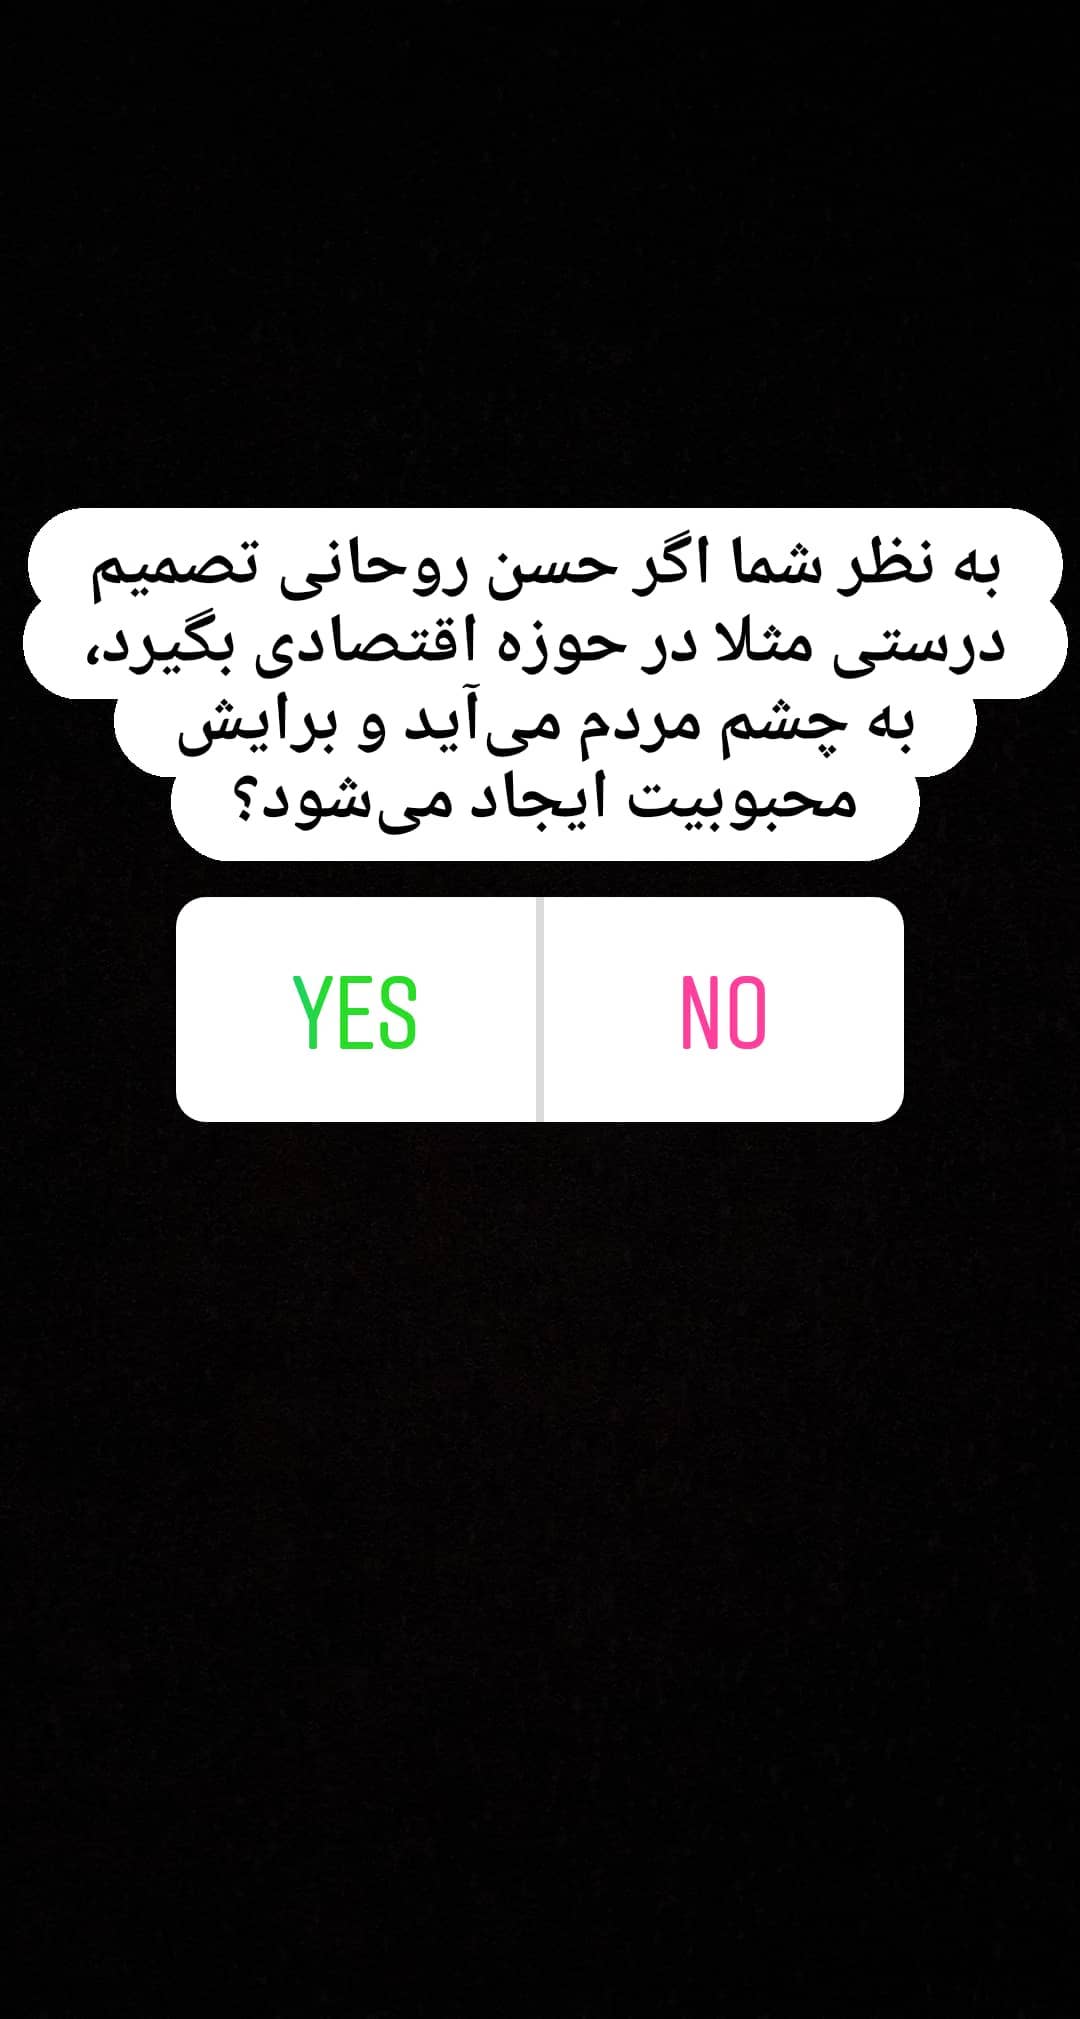 به نظر شما اگر حسن روحانی تصمیم
درستی مثلا در حوزه اقتصادی بگیرد،
به چشم مردم می‌آید و برایش
محبوبیت ایجاد می‌شود؟
YES NO